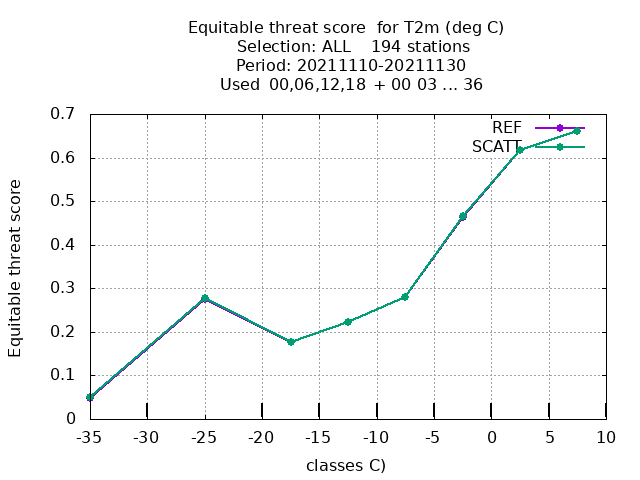 Equitable threat score  for T2m (deg C)
Selection: ALL    194 stations
Period: 20211110-20211130
Used  00,06,12,18  + 00 03 ... 36
REF
SCATT
Equitable threat score
0.7
0.6
0.5
0.4
0.3
0.2
0.1
0
-35 -30 -25 -20 -15 -10 -5 0 5 10
classes C)